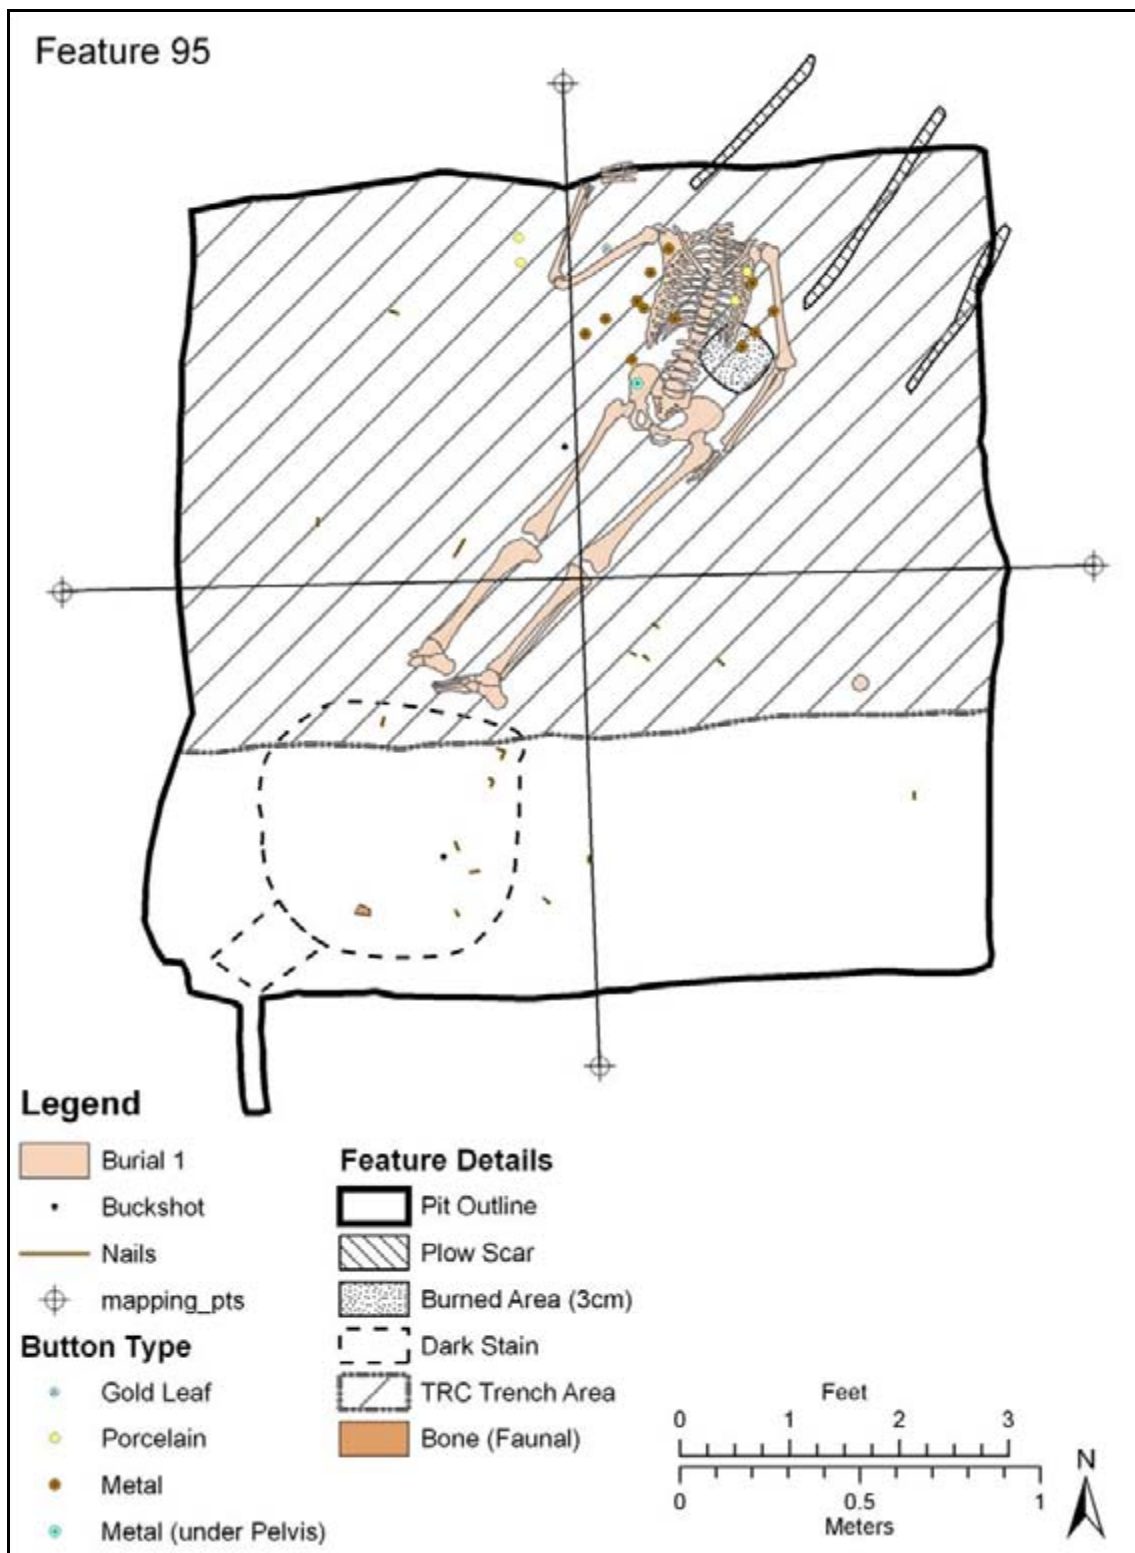 Feature 95
Legend
Burial 1
Buckshot
Nails
mapping_pts
Button Type
Gold Leaf
Porcelain
Metal
Metal (under Pelvis)
Feature Details
Pit Outline
Plow Scar
Burned Area (3cm)
Dark Stain
TRC Trench Area
Bone (Faunal)
Feet
0 1 2 3
0 0.5 1
Meters
N